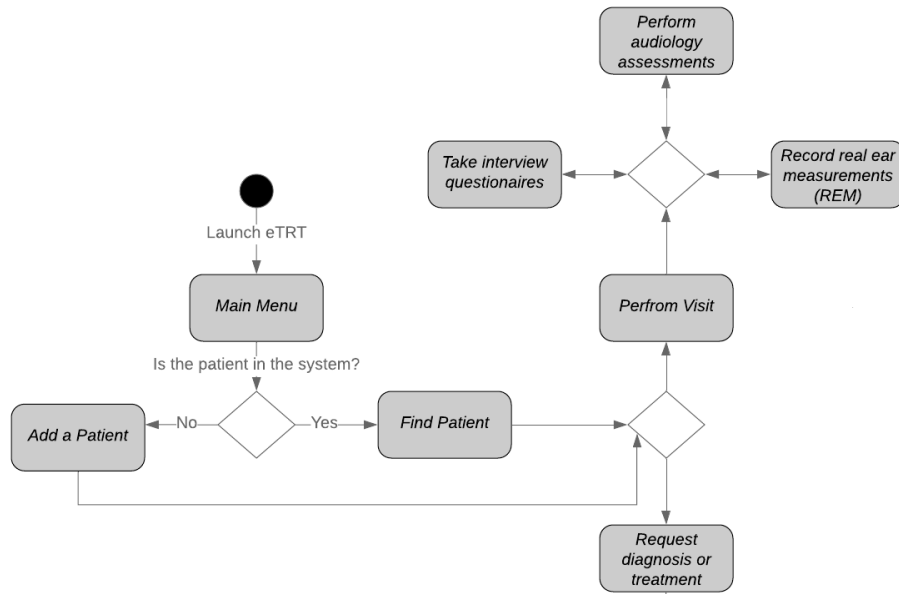 Perform
audiology
assessments
Take interview
questionaires
Record real ear
measurements
(REM)
Launch eTRT
Main Menu
Perfrom Visit
Is the patient in the system?
No
Yes
Add a Patient
Find Patient
Request
diagnosis or
treatment